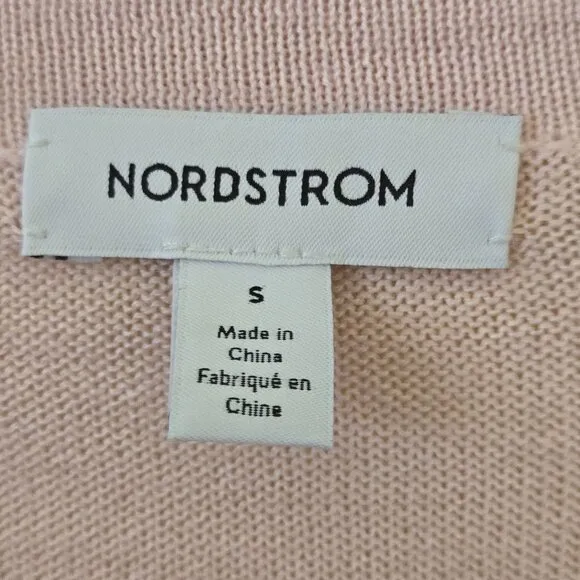 NORDSTROM
S
Made in
China
Fabriqué en
Chine